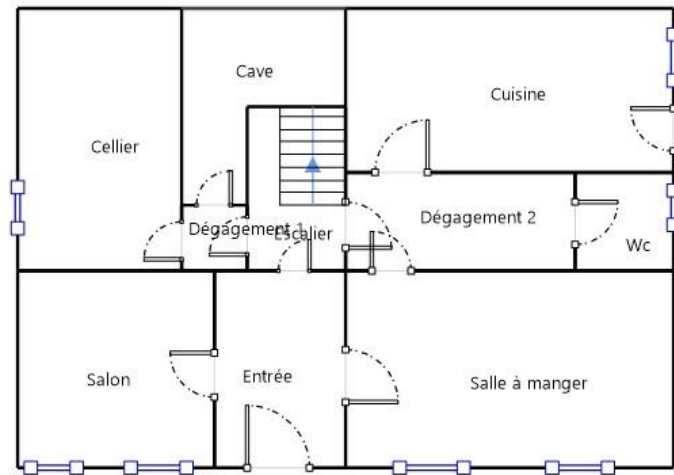 Cave
Cuisine
Cellier
Dégagement 1
Escalier
Dégagement 2
Wc
Salon
Entrée
Salle à manger